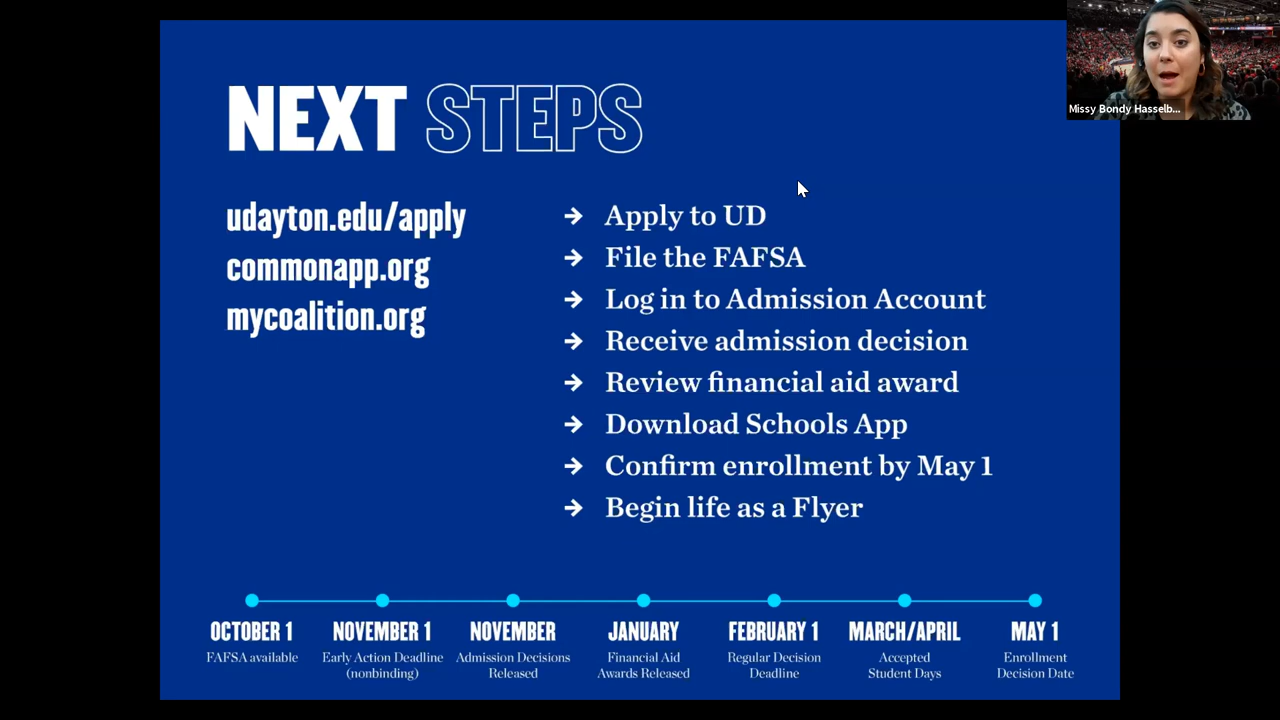 NEXT STEPS
udayton.edu/apply
commonapp.org
mycoalition.org
→ Apply to UD
→ File the FAFSA
→ Log in to Admission Account
→ Receive admission decision
→ Review financial aid award
→ Download Schools App
→ Confirm enrollment by May 1
→ Begin life as a Flyer
OCTOBER 1
FAFSA available
NOVEMBER 1
Early Action Deadline
(nonbinding)
NOVEMBER
Admission Decisions
Released
JANUARY
Financial Aid
Awards Released
FEBRUARY 1
Regular Decision
Deadline
MARCH/APRIL
Accepted
Student Days
MAY 1
Enrollment
Decision Date
Missy Bondy Hasselb...